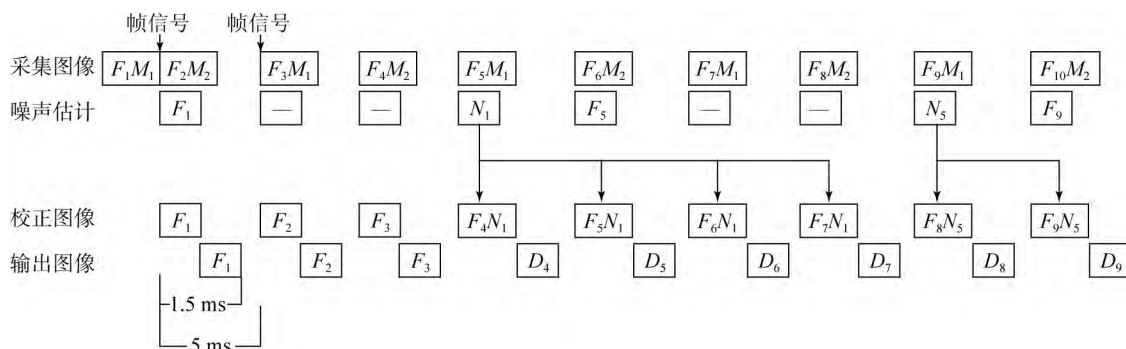 帧信号 帧信号
采集图像 F₁M₁ F₂M₂ F₃M₁ F₄M₂ F₅M₁ F₆M₂ F₇M₁ F₈M₂ F₉M₁ F₁₀M₂
噪声估计 F₁ — — N₁ F₅ — — N₅ F₉
校正图像 F₁ F₂ F₃ F₄N₁ F₅N₁ F₆N₁ F₇N₁ F₈N₅ F₉N₅
输出图像 F₁ F₂ F₃ D₄ D₅ D₆ D₇ D₈ D₉
1.5 ms
5 ms